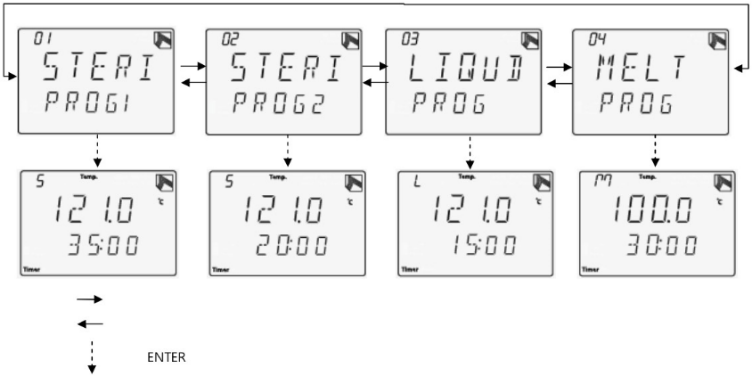 01
STERI
PROG1
02
STERI
PROG2
03
LIQUD
PROG
04
MELT
PROG
S
Temp.
121.0
℃
35:00
Timer
S
Temp.
121.0
℃
20:00
Timer
L
Temp.
121.0
℃
15:00
Timer
M
Temp.
100.0
℃
30:00
Timer
ENTER